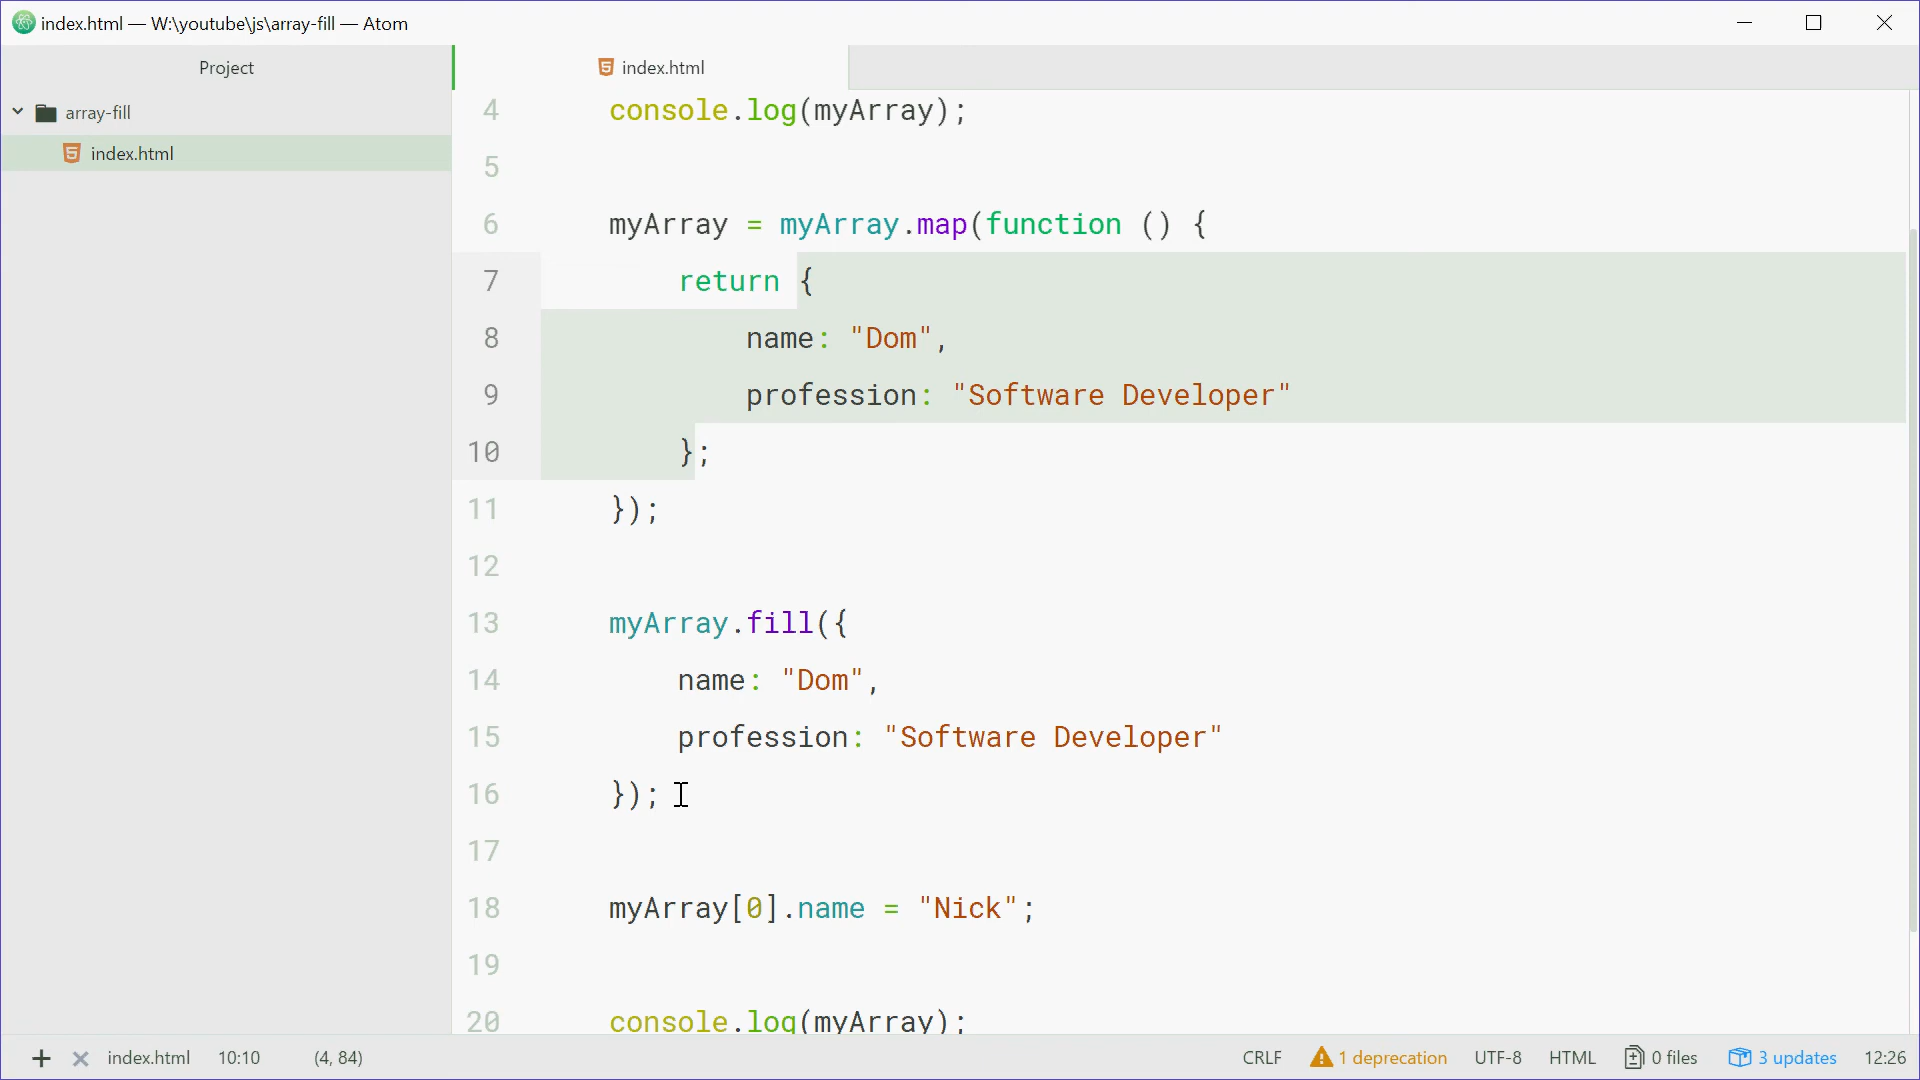 index.html — W:\youtube\js\array-fill — Atom
Project
index.html
array-fill
index.html
4 console.log(myArray);
5
6 myArray = myArray.map(function () {
7 return {
8 name: "Dom",
9 profession: "Software Developer"
10 };
11 });
12
13 myArray.fill({
14 name: "Dom",
15 profession: "Software Developer"
16 });
17
18 myArray[0].name = "Nick";
19
20 console.log(myArray);
index.html 10:10 (4, 84) CRLF 1 deprecation UTF-8 HTML 0 files 3 updates 12:26